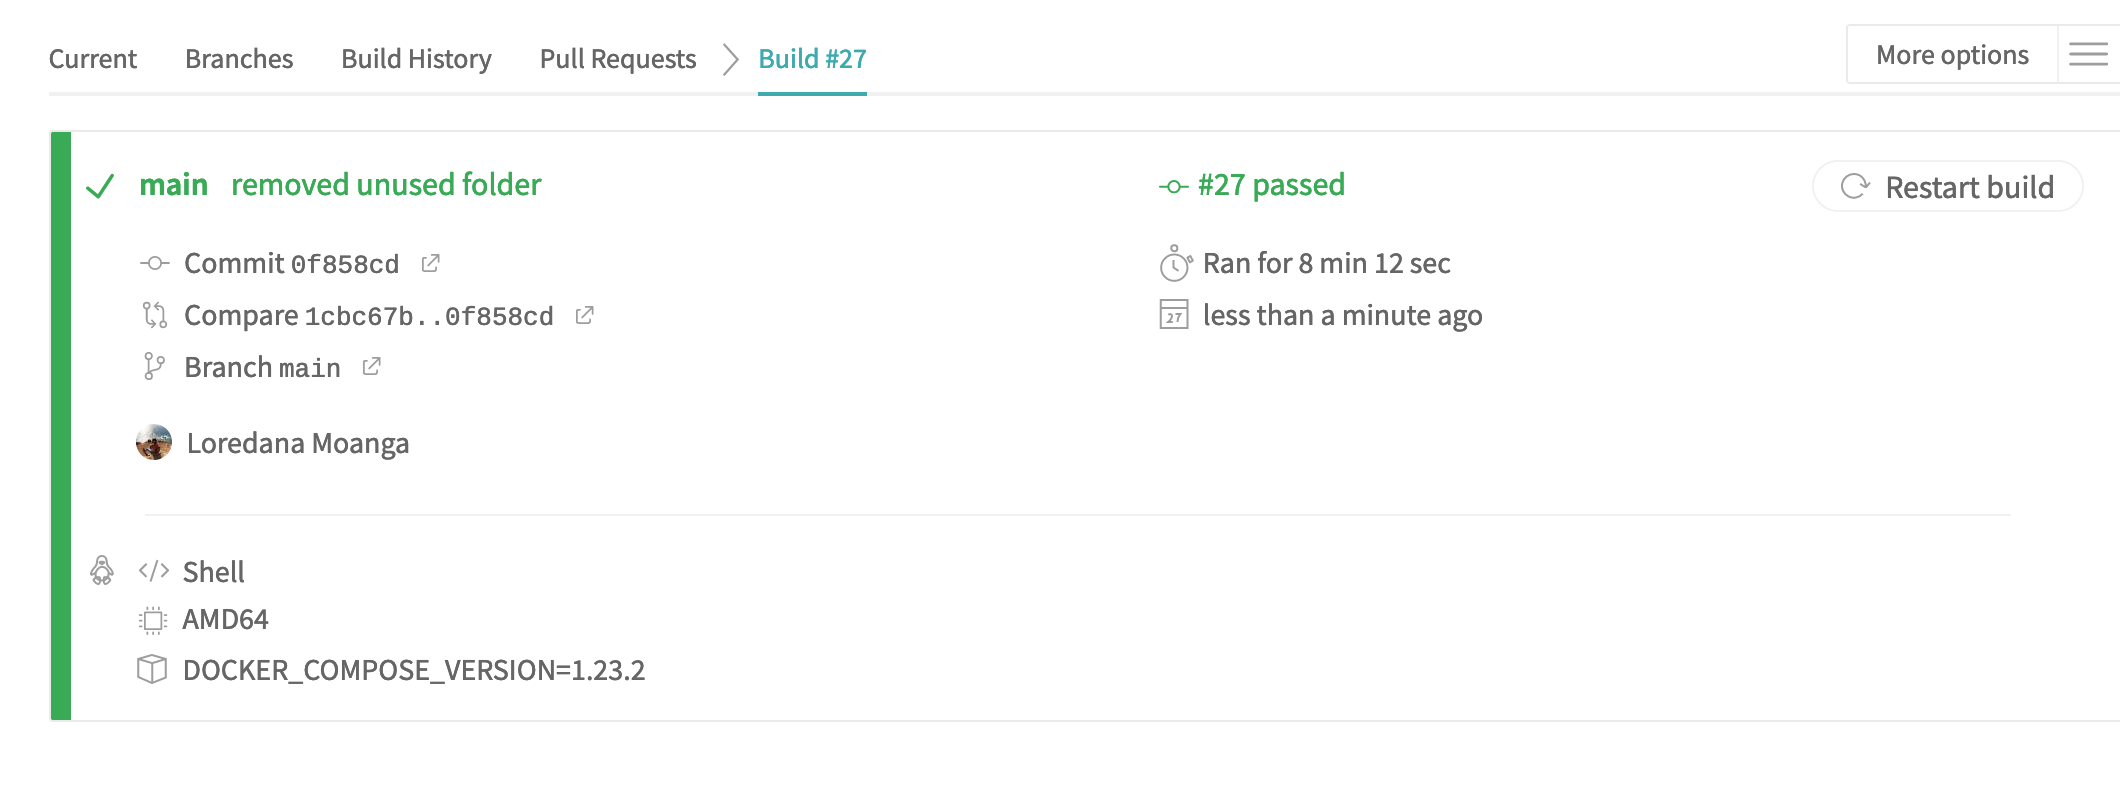 Current Branches Build History Pull Requests Build #27 More options
main removed unused folder
#27 passed
Restart build
Commit 0f858cd
Compare 1cbc67b..0f858cd
Branch main
Ran for 8 min 12 sec
27 less than a minute ago
Loredana Moanga
</> Shell
AMD64
DOCKER_COMPOSE_VERSION=1.23.2